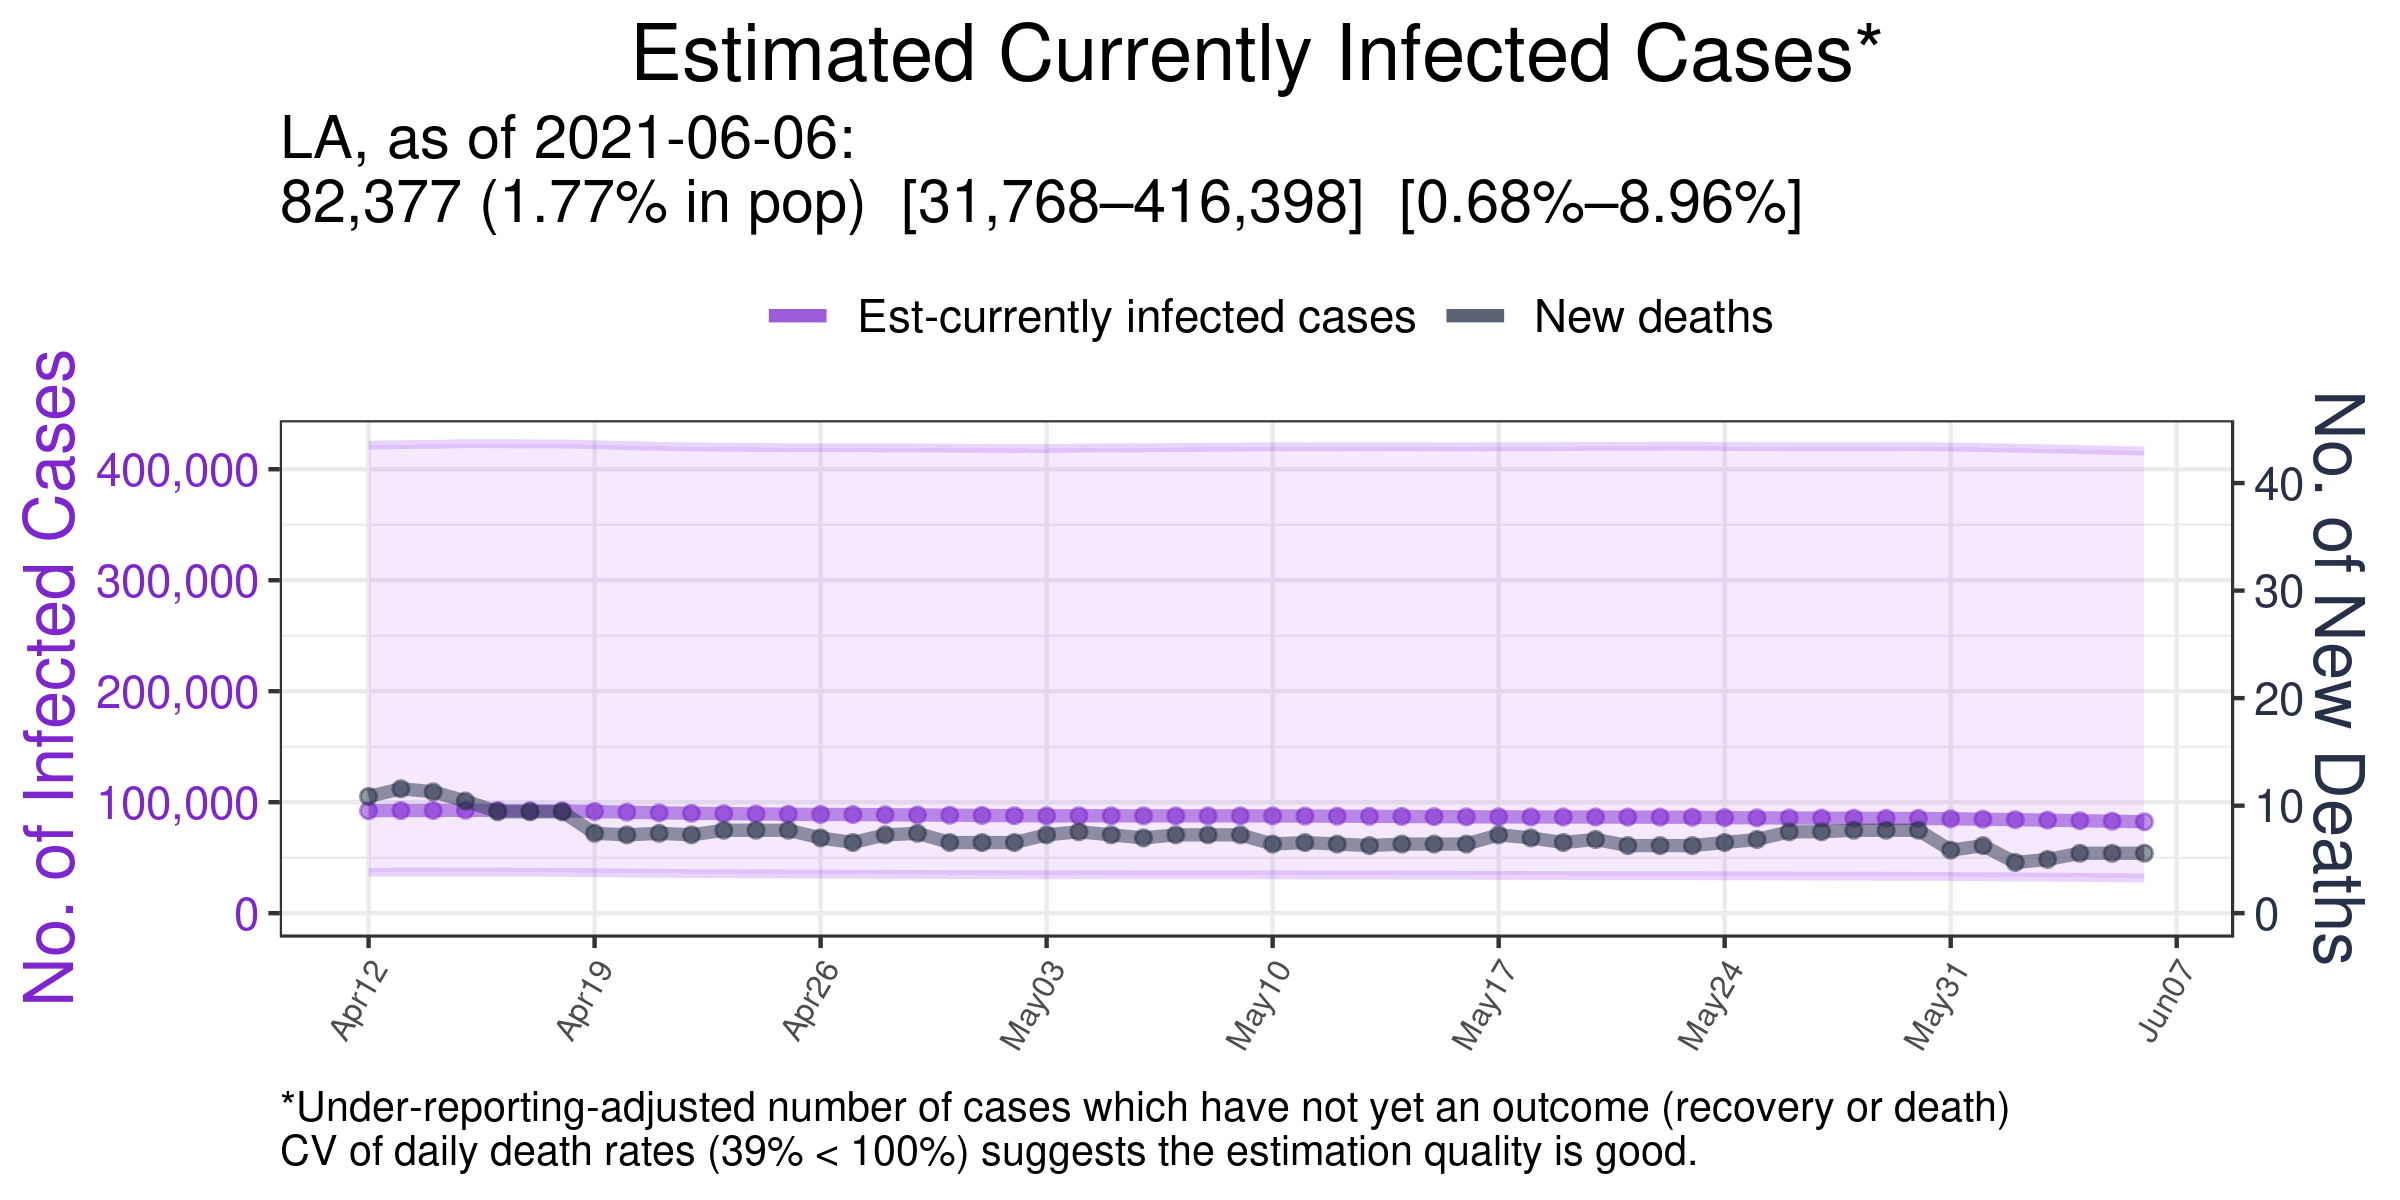 Estimated Currently Infected Cases*
LA, as of 2021-06-06:
82,377 (1.77% in pop)  [31,768–416,398]  [0.68%–8.96%]
Est-currently infected cases
New deaths
No. of Infected Cases
400,000
300,000
200,000
100,000
0
40
30
20
10
0
No. of New Deaths
Apr12
Apr19
Apr26
May03
May10
May17
May24
May31
Jun07
*Under-reporting-adjusted number of cases which have not yet an outcome (recovery or death)
CV of daily death rates (39% < 100%) suggests the estimation quality is good.